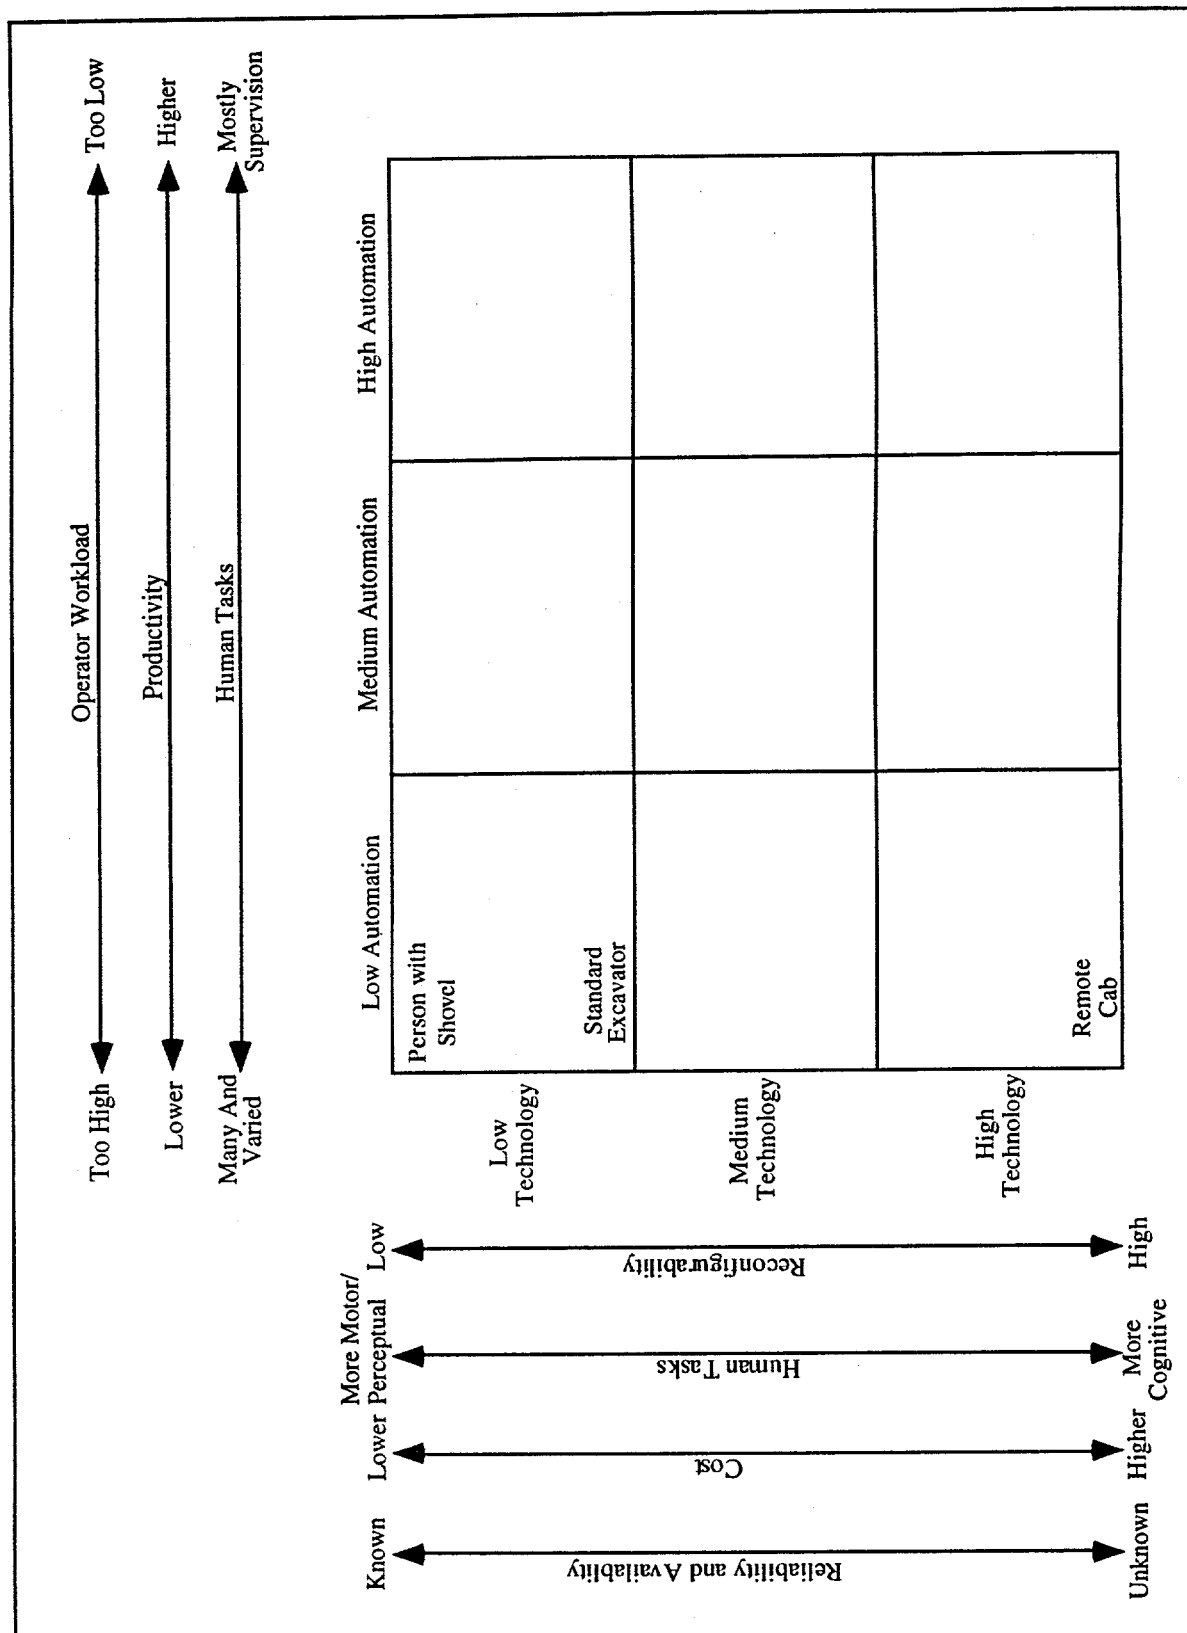 Too High Operator Workload Too Low
Lower Productivity Higher
Many And Human Tasks Mostly
Varied Supervision
Low Automation Medium Automation High Automation
Known
Lower
More Motor/
Perceptual
Low
Reliability and Availablity
Cost
Human Tasks
Reconfigurability
Unknown
Higher
More
Cognitive
High
Low
Technology
Person with
Shovel
Standard
Excavator
Medium
Technology
High
Technology
Remote
Cab